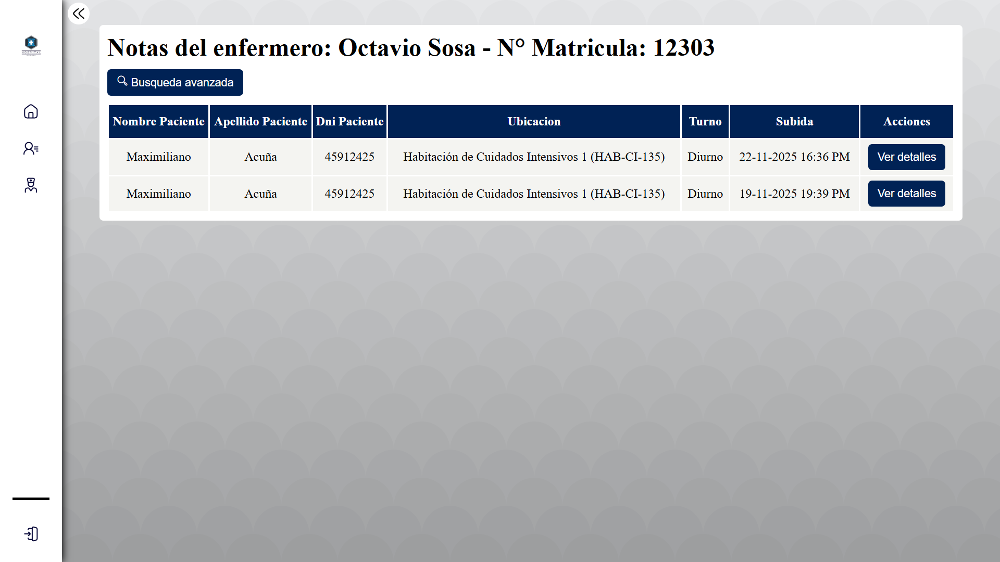 HOSPITAL
Notas del enfermero: Octavio Sosa - N° Matricula: 12303
Busqueda avanzada
Nombre Paciente Apellido Paciente Dni Paciente Ubicacion Turno Subida Acciones
Maximiliano Acuña 45912425 Habitación de Cuidados Intensivos 1 (HAB-CI-135) Diurno 22-11-2025 16:36 PM Ver detalles
Maximiliano Acuña 45912425 Habitación de Cuidados Intensivos 1 (HAB-CI-135) Diurno 19-11-2025 19:39 PM Ver detalles